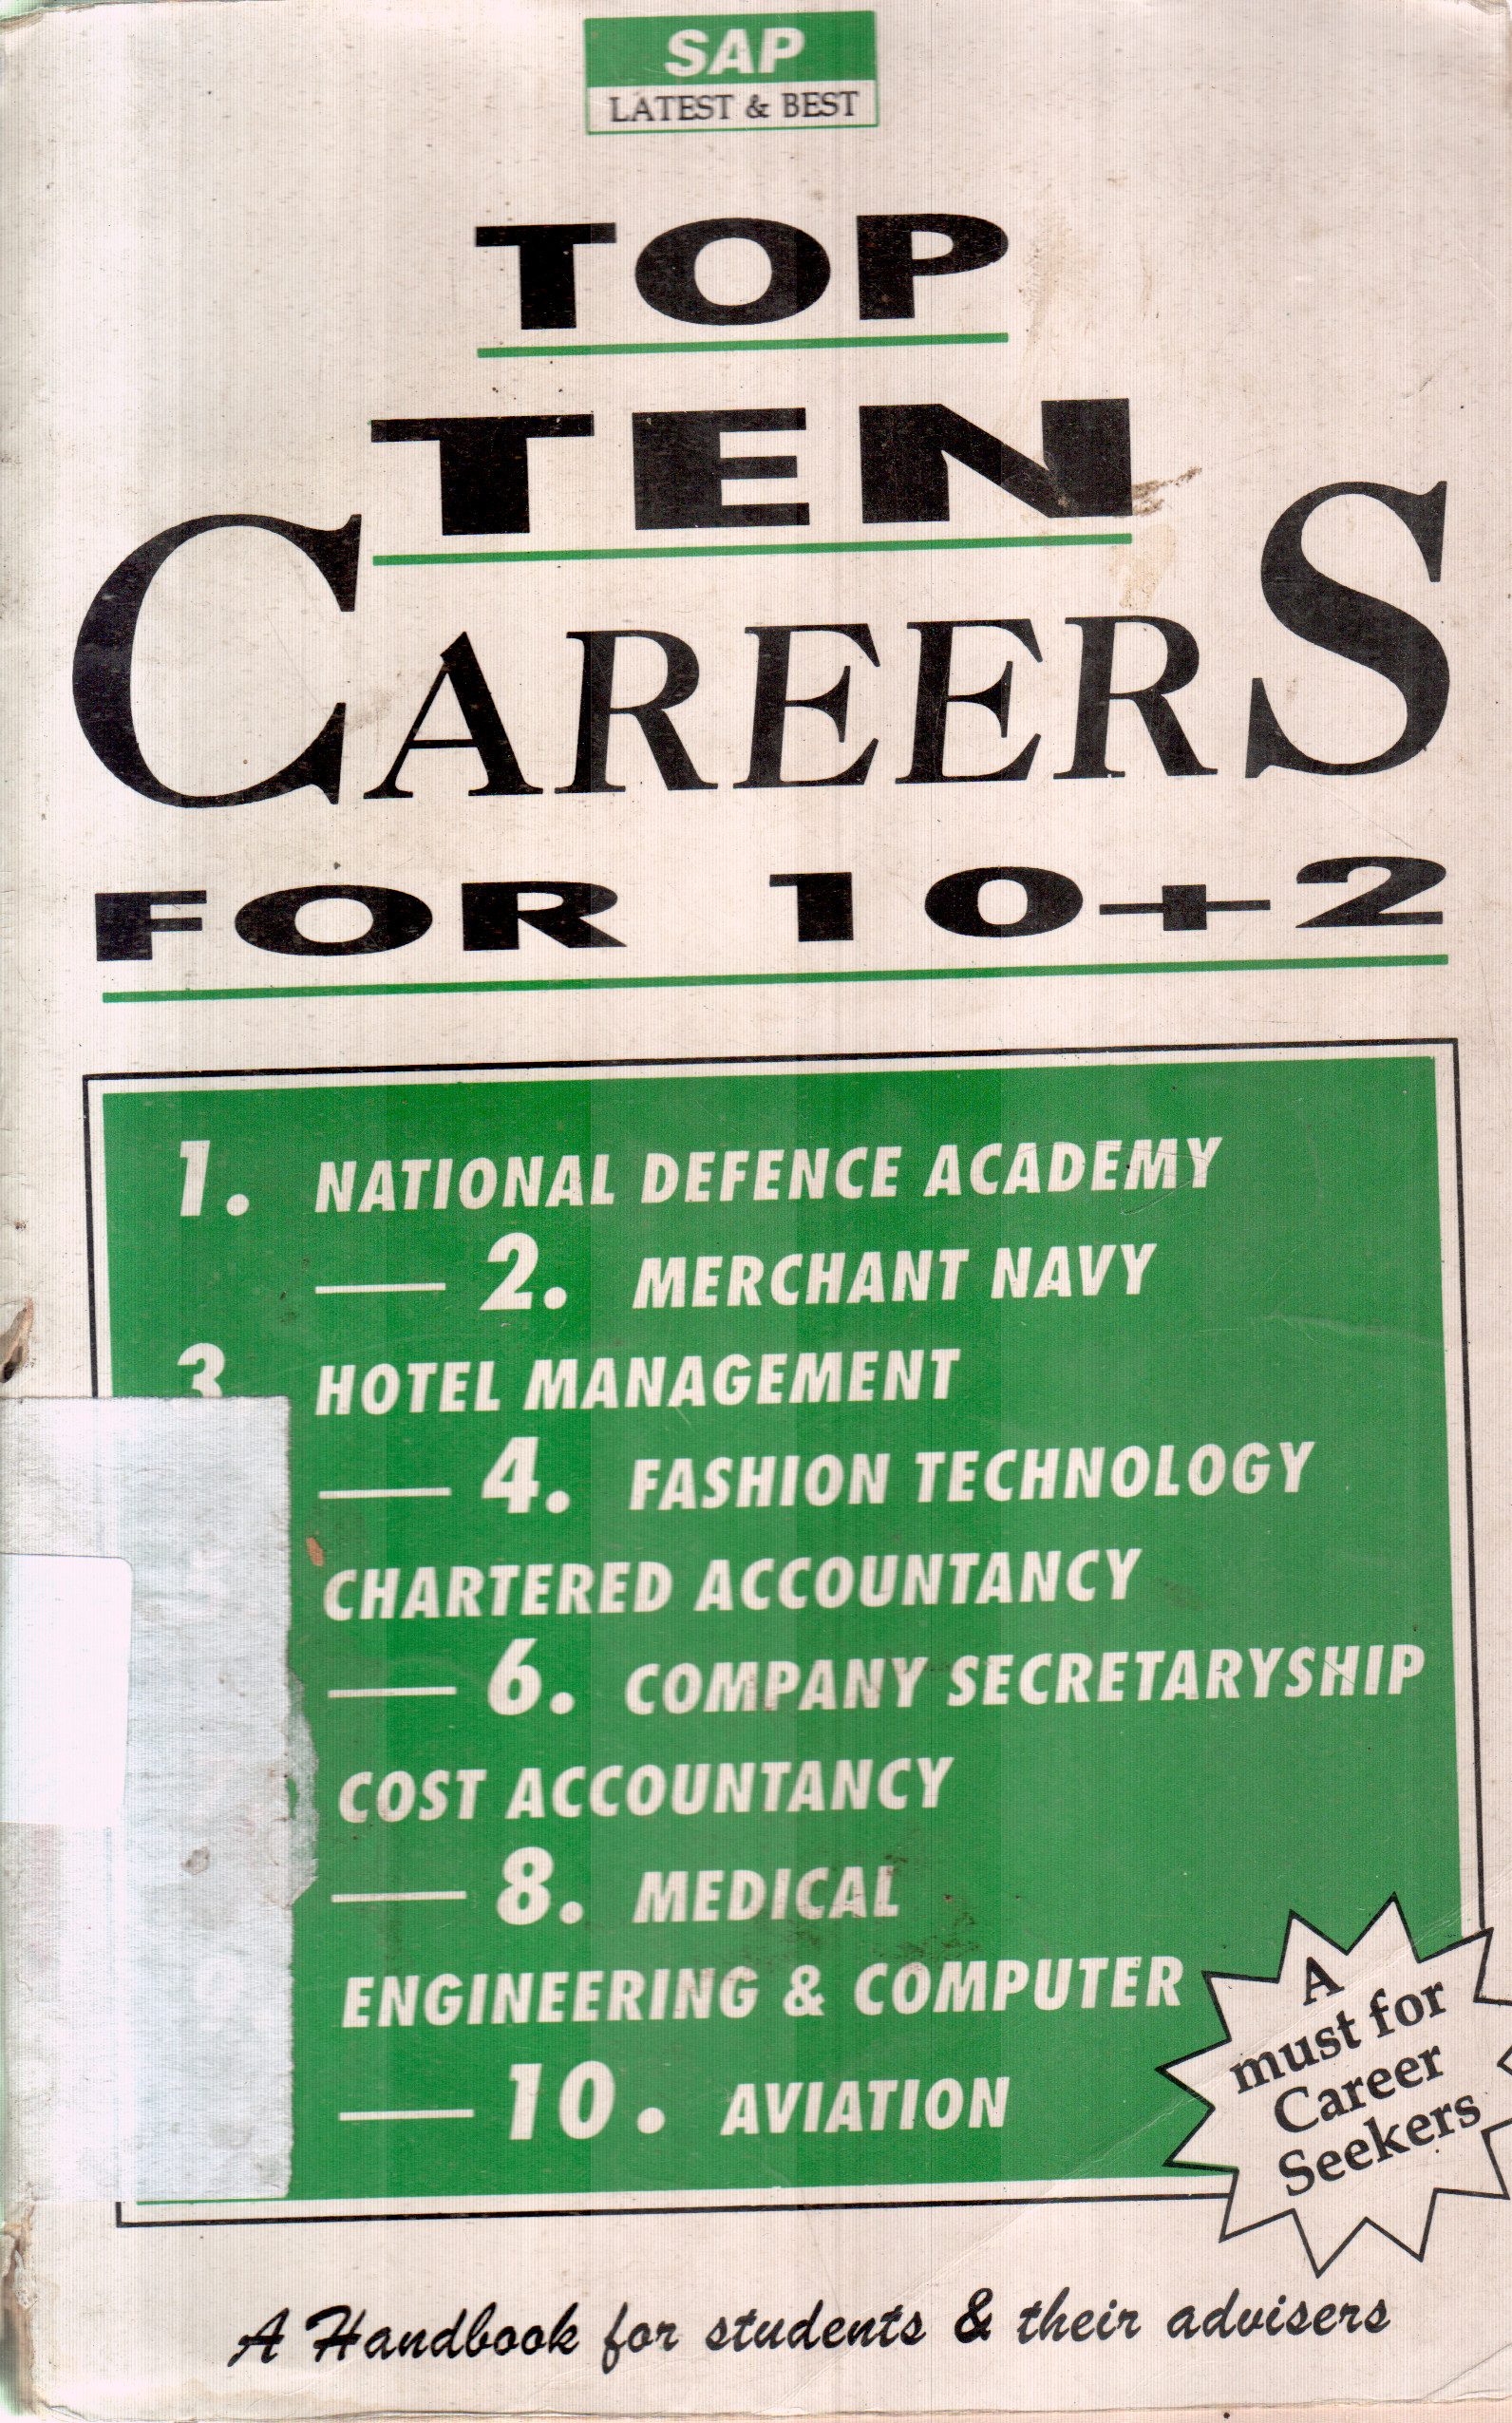 SAP
LATEST & BEST
TOP
TEN
CAREERS
FOR 10+2
1. NATIONAL DEFENCE ACADEMY
— 2. MERCHANT NAVY
3 HOTEL MANAGEMENT
— 4. FASHION TECHNOLOGY
CHARTERED ACCOUNTANCY
— 6. COMPANY SECRETARYSHIP
COST ACCOUNTANCY
— 8. MEDICAL
ENGINEERING & COMPUTER
— 10. AVIATION
A
must for
Career
Seekers
A Handbook for students & their advisers